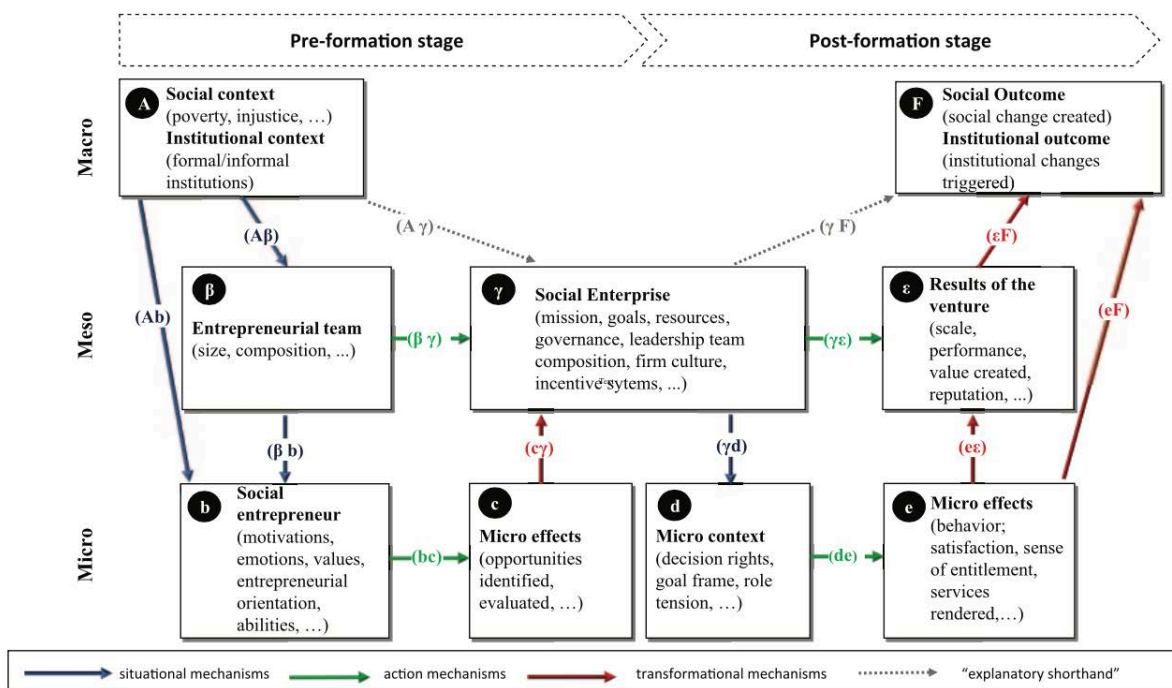 Pre-formation stage
Post-formation stage
Macro
A
Social context
(poverty, injustice, …)
Institutional context
(formal/informal
institutions)
F
Social Outcome
(social change created)
Institutional outcome
(institutional changes
triggered)
(Aβ)
(A γ)
(γ F)
(εF)
(Ab)
(eF)
Meso
β
Entrepreneurial team
(size, composition, ...)
(β γ)
γ
Social Enterprise
(mission, goals, resources,
governance, leadership team
composition, firm culture,
incentive sytems, ...)
(γε)
ε
Results of the
venture
(scale,
performance,
value created,
reputation, ...)
(β b)
(cγ)
(γd)
(eε)
Micro
b
Social
entrepreneur
(motivations,
emotions, values,
entrepreneurial
orientation,
abilities, …)
(bc)
c
Micro effects
(opportunities
identified,
evaluated, …)
d
Micro context
(decision rights,
goal frame, role
tension, …)
(de)
e
Micro effects
(behavior;
satisfaction, sense
of entitlement,
services
rendered,…)
situational mechanisms
action mechanisms
transformational mechanisms
“explanatory shorthand”